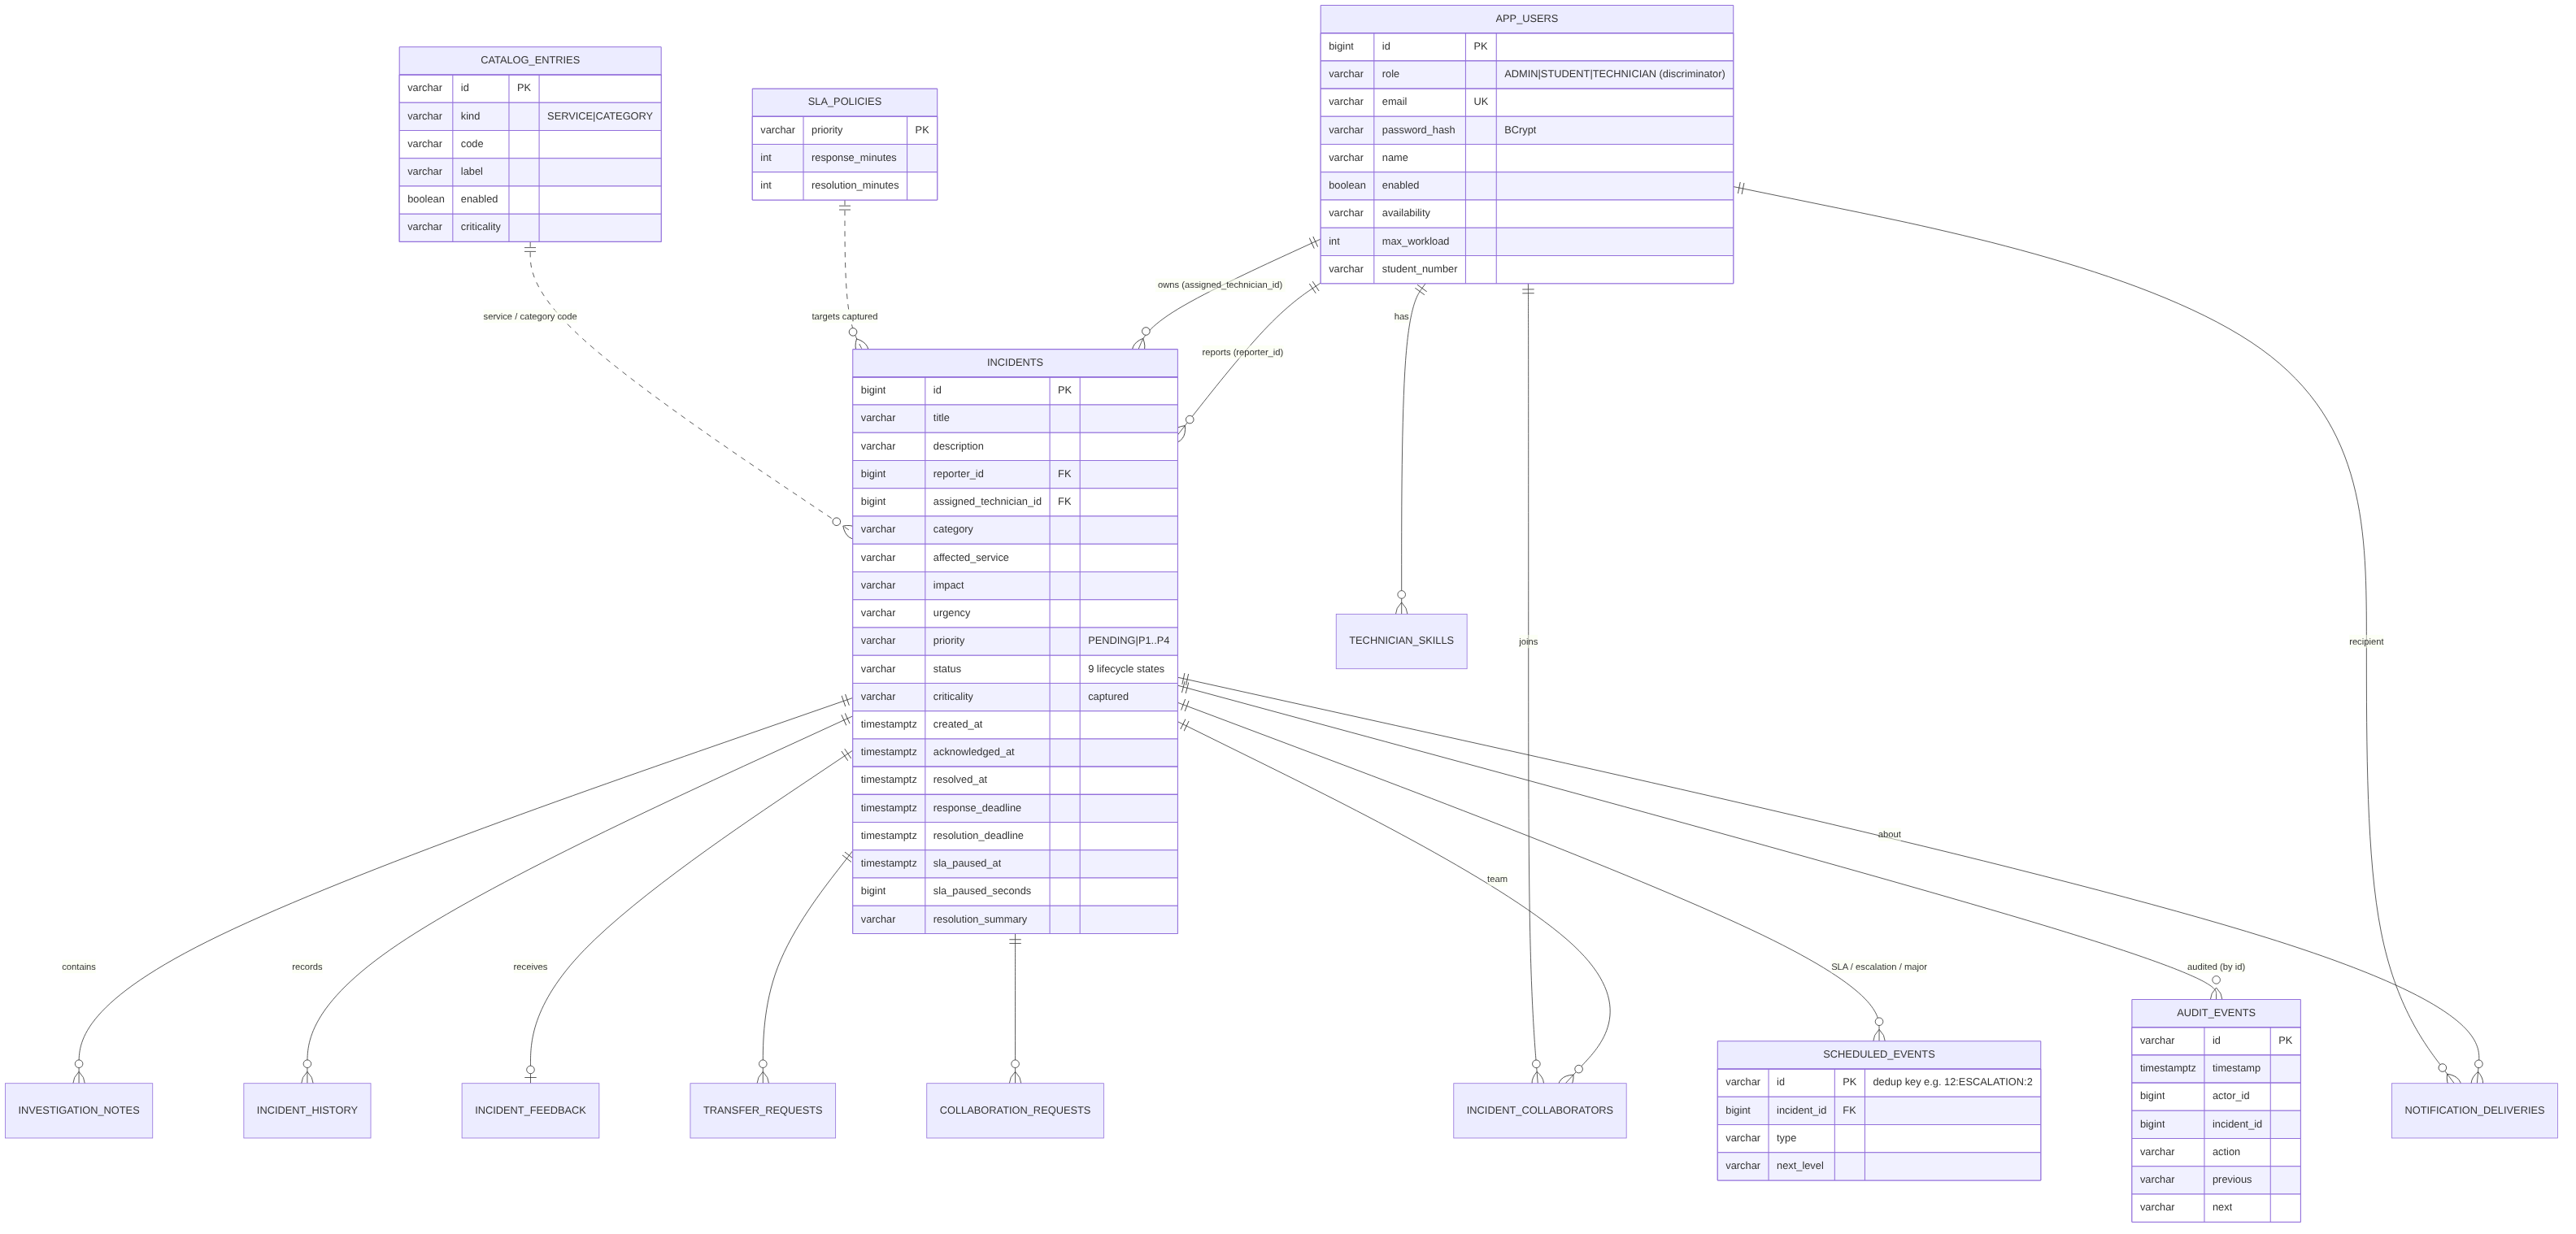 APP_USERS
bigint id PK
varchar role ADMIN|STUDENT|TECHNICIAN (discriminator)
varchar email UK
varchar password_hash BCrypt
varchar name
boolean enabled
varchar availability
int max_workload
varchar student_number
CATALOG_ENTRIES
varchar id PK
varchar kind SERVICE|CATEGORY
varchar code
varchar label
boolean enabled
varchar criticality
SLA_POLICIES
varchar priority PK
int response_minutes
int resolution_minutes
owns (assigned_technician_id)
service / category code
targets captured
has
reports (reporter_id)
INCIDENTS
bigint id PK
varchar title
varchar description
bigint reporter_id FK
bigint assigned_technician_id FK
varchar category
varchar affected_service
varchar impact
varchar urgency
varchar priority PENDING|P1..P4
varchar status 9 lifecycle states
varchar criticality captured
timestamptz created_at
timestamptz acknowledged_at
timestamptz resolved_at
timestamptz response_deadline
timestamptz resolution_deadline
timestamptz sla_paused_at
bigint sla_paused_seconds
varchar resolution_summary
TECHNICIAN_SKILLS
joins
recipient
about
team
contains
records
receives
SLA / escalation / major
audited (by id)
INVESTIGATION_NOTES
INCIDENT_HISTORY
INCIDENT_FEEDBACK
TRANSFER_REQUESTS
COLLABORATION_REQUESTS
INCIDENT_COLLABORATORS
SCHEDULED_EVENTS
varchar id PK dedup key e.g. 12:ESCALATION:2
bigint incident_id FK
varchar type
varchar next_level
AUDIT_EVENTS
varchar id PK
timestamptz timestamp
bigint actor_id
bigint incident_id
varchar action
varchar previous
varchar next
NOTIFICATION_DELIVERIES